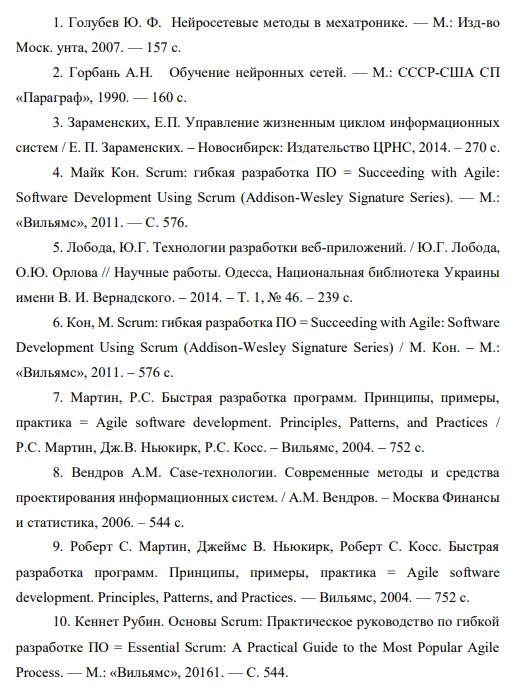 1. Голубев Ю. Ф. Нейросетевые методы в мехатронике. — М.: Изд-во
Моск. унта, 2007. — 157 с.
2. Горбань А.Н. Обучение нейронных сетей. — М.: СССР-США СП
«Параграф», 1990. — 160 с.
3. Зараменских, Е.П. Управление жизненным циклом информационных
систем / Е. П. Зараменских. – Новосибирск: Издательство ЦРНС, 2014. – 270 с.
4. Майк Кон. Scrum: гибкая разработка ПО = Succeeding with Agile:
Software Development Using Scrum (Addison-Wesley Signature Series). — М.:
«Вильямс», 2011. — С. 576.
5. Лобода, Ю.Г. Технологии разработки веб-приложений. / Ю.Г. Лобода,
О.Ю. Орлова // Научные работы. Одесса, Национальная библиотека Украины
имени В. И. Вернадского. – 2014. – Т. 1, № 46. – 239 с.
6. Кон, М. Scrum: гибкая разработка ПО = Succeeding with Agile: Software
Development Using Scrum (Addison-Wesley Signature Series) / М. Кон. – М.:
«Вильямс», 2011. – 576 с.
7. Мартин, Р.С. Быстрая разработка программ. Принципы, примеры,
практика = Agile software development. Principles, Patterns, and Practices /
Р.С. Мартин, Дж.В. Ньюкирк, Р.С. Косс. – Вильямс, 2004. – 752 с.
8. Вендров А.М. Case-технологии. Современные методы и средства
проектирования информационных систем. / А.М. Вендров. – Москва Финансы
и статистика, 2006. – 544 с.
9. Роберт С. Мартин, Джеймс В. Ньюкирк, Роберт С. Косс. Быстрая
разработка программ. Принципы, примеры, практика = Agile software
development. Principles, Patterns, and Practices. — Вильямс, 2004. — 752 с.
10. Кеннет Рубин. Основы Scrum: Практическое руководство по гибкой
разработке ПО = Essential Scrum: A Practical Guide to the Most Popular Agile
Process. — М.: «Вильямс», 20161. — С. 544.